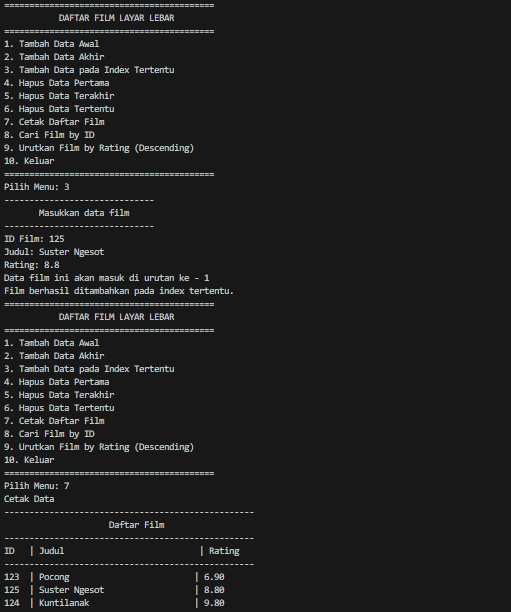 ==========================================
DAFTAR FILM LAYAR LEBAR
==========================================
1. Tambah Data Awal
2. Tambah Data Akhir
3. Tambah Data pada Index Tertentu
4. Hapus Data Pertama
5. Hapus Data Terakhir
6. Hapus Data Tertentu
7. Cetak Daftar Film
8. Cari Film by ID
9. Urutkan Film by Rating (Descending)
10. Keluar
==========================================
Pilih Menu: 3
------------------------------
Masukkan data film
------------------------------
ID Film: 125
Judul: Suster Ngesot
Rating: 8.8
Data film ini akan masuk di urutan ke - 1
Film berhasil ditambahkan pada index tertentu.
==========================================
DAFTAR FILM LAYAR LEBAR
==========================================
1. Tambah Data Awal
2. Tambah Data Akhir
3. Tambah Data pada Index Tertentu
4. Hapus Data Pertama
5. Hapus Data Terakhir
6. Hapus Data Tertentu
7. Cetak Daftar Film
8. Cari Film by ID
9. Urutkan Film by Rating (Descending)
10. Keluar
==========================================
Pilih Menu: 7
Cetak Data
--------------------------------------------------
Daftar Film
--------------------------------------------------
ID | Judul | Rating
--------------------------------------------------
123 | Pocong | 6.90
125 | Suster Ngesot | 8.80
124 | Kuntilanak | 9.80